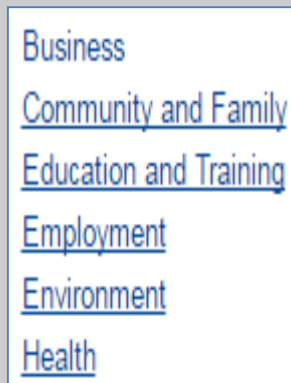 Business
Community and Family
Education and Training
Employment
Environment
Health